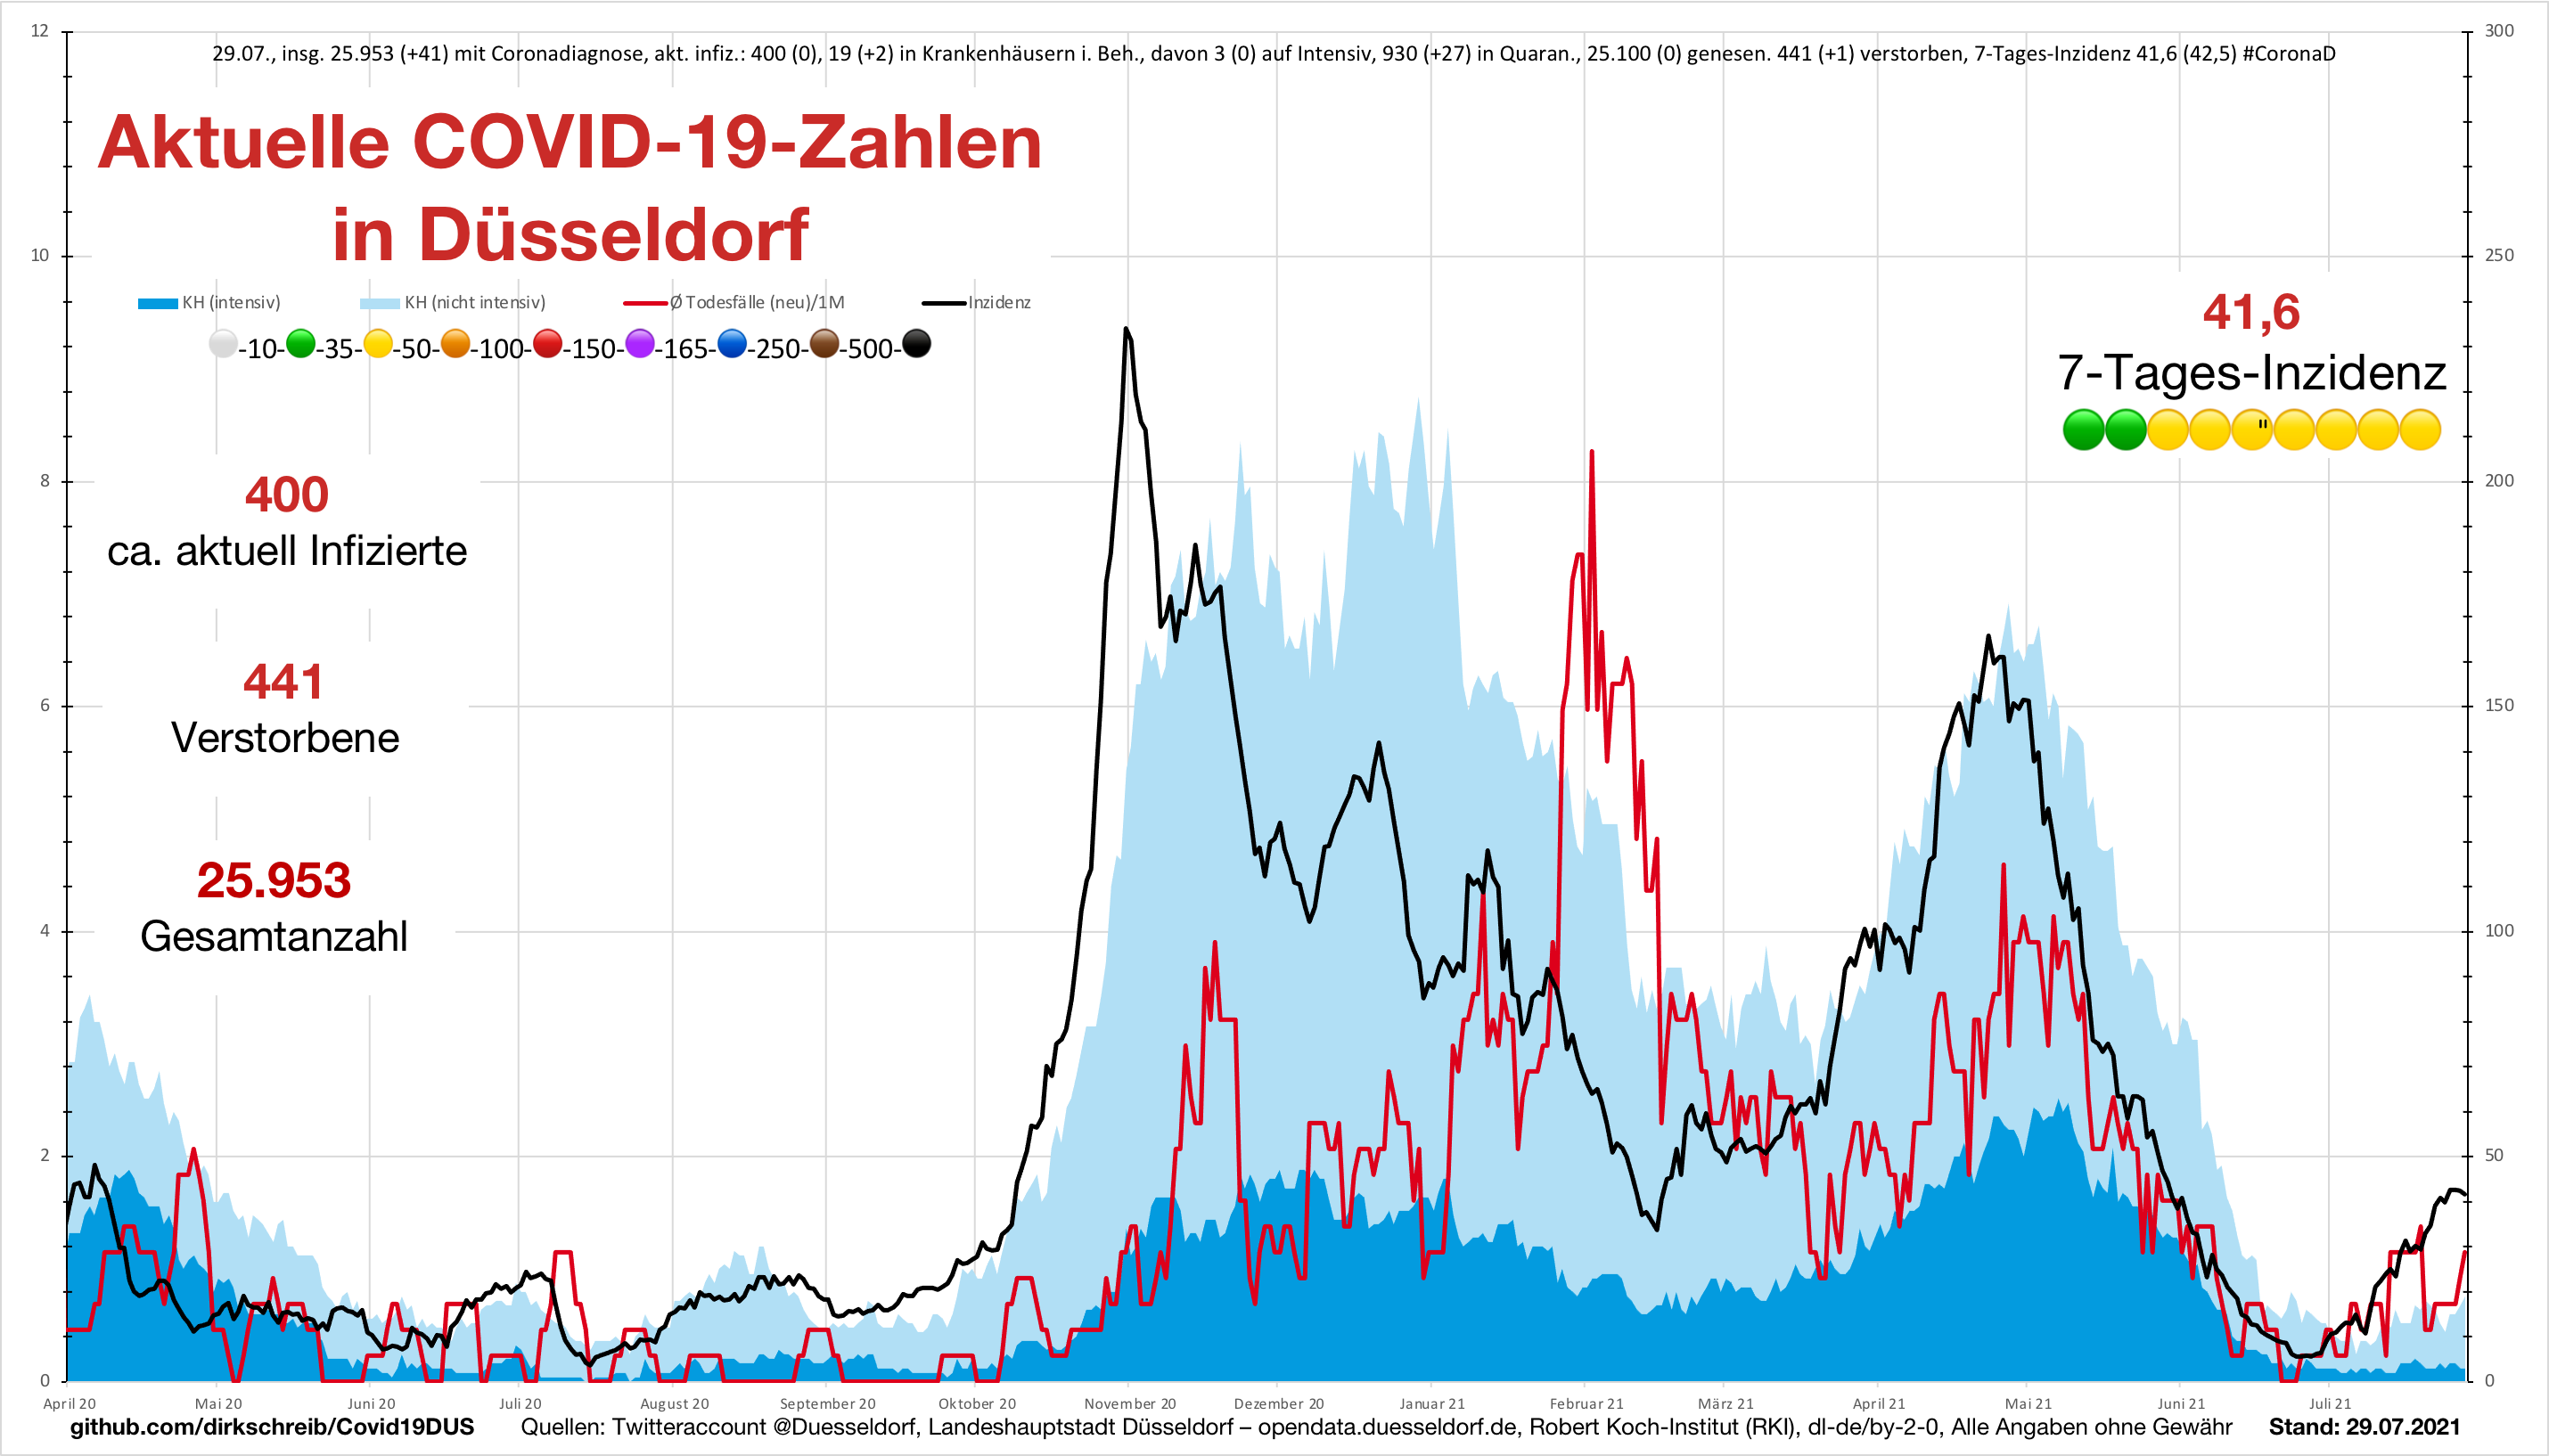 29.07., insg. 25.953 (+41) mit Coronadiagnose, akt. infiz.: 400 (0), 19 (+2) in Krankenhäusern i. Beh., davon 3 (0) auf Intensiv, 930 (+27) in Quaran., 25.100 (0) genesen. 441 (+1) verstorben, 7-Tages-Inzidenz 41,6 (42,5) #CoronaD
Aktuelle COVID-19-Zahlen
in Düsseldorf
KH (intensiv) KH (nicht intensiv) Ø Todesfälle (neu)/1M Inzidenz
-10- -35- -50- -100- -150- -165- -250- -500-
41,6
7-Tages-Inzidenz
"
400
ca. aktuell Infizierte
441
Verstorbene
25.953
Gesamtanzahl
12
10
8
6
4
2
0
300
250
200
150
100
50
0
April 20 Mai 20 Juni 20 Juli 20 August 20 September 20 Oktober 20 November 20 Dezember 20 Januar 21 Februar 21 März 21 April 21 Mai 21 Juni 21 Juli 21
github.com/dirkschreib/Covid19DUS Quellen: Twitteraccount @Duesseldorf, Landeshauptstadt Düsseldorf – opendata.duesseldorf.de, Robert Koch-Institut (RKI), dl-de/by-2-0, Alle Angaben ohne Gewähr Stand: 29.07.2021